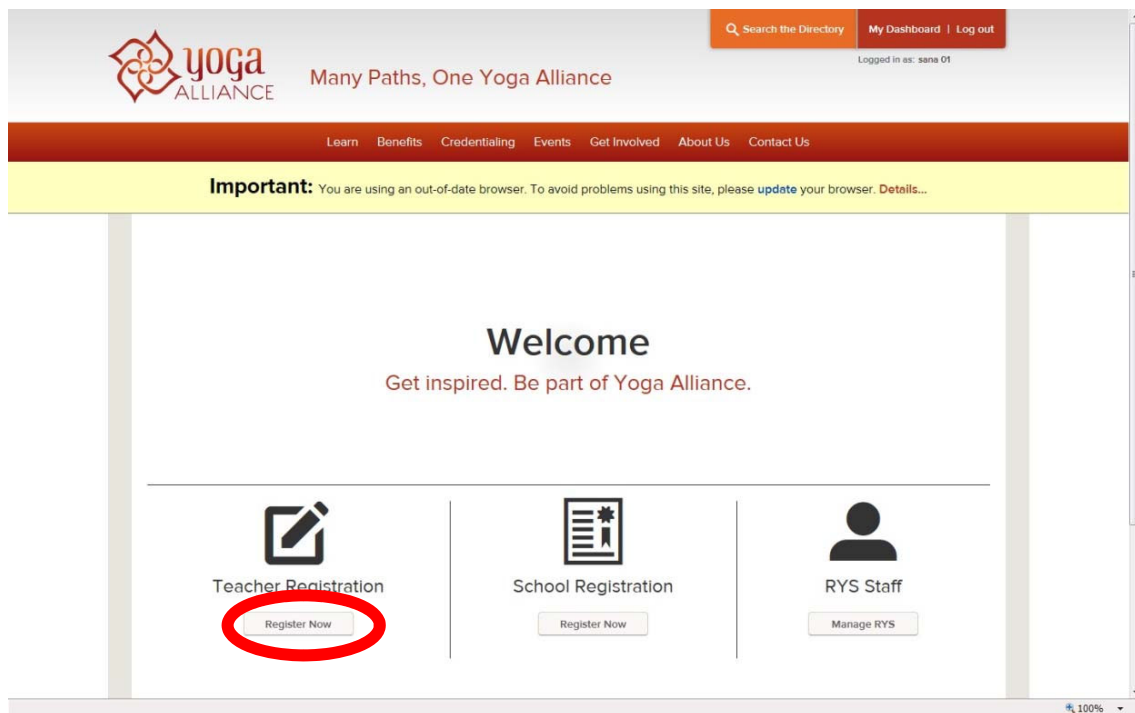 Search the Directory
My Dashboard | Log out
Logged in as: sana 01
yoga
ALLIANCE
Many Paths, One Yoga Alliance
Learn Benefits Credentialing Events Get Involved About Us Contact Us
Important: You are using an out-of-date browser. To avoid problems using this site, please update your browser. Details...
Welcome
Get inspired. Be part of Yoga Alliance.
Teacher Registration
Register Now
School Registration
Register Now
RYS Staff
Manage RYS
100%